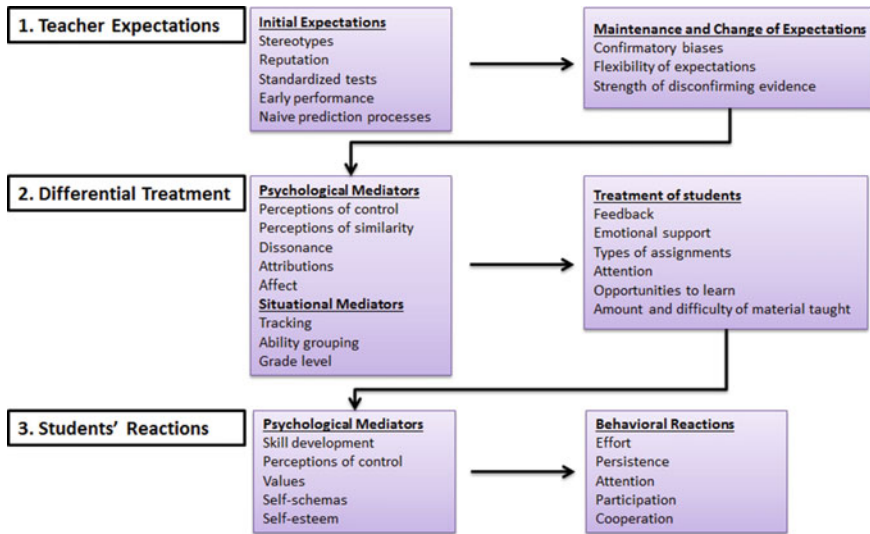 1. Teacher Expectations
Initial Expectations
Stereotypes
Reputation
Standardized tests
Early performance
Naive prediction processes
Maintenance and Change of Expectations
Confirmatory biases
Flexibility of expectations
Strength of disconfirming evidence
2. Differential Treatment
Psychological Mediators
Perceptions of control
Perceptions of similarity
Dissonance
Attributions
Affect
Situational Mediators
Tracking
Ability grouping
Grade level
Treatment of students
Feedback
Emotional support
Types of assignments
Attention
Opportunities to learn
Amount and difficulty of material taught
3. Students’ Reactions
Psychological Mediators
Skill development
Perceptions of control
Values
Self-schemas
Self-esteem
Behavioral Reactions
Effort
Persistence
Attention
Participation
Cooperation